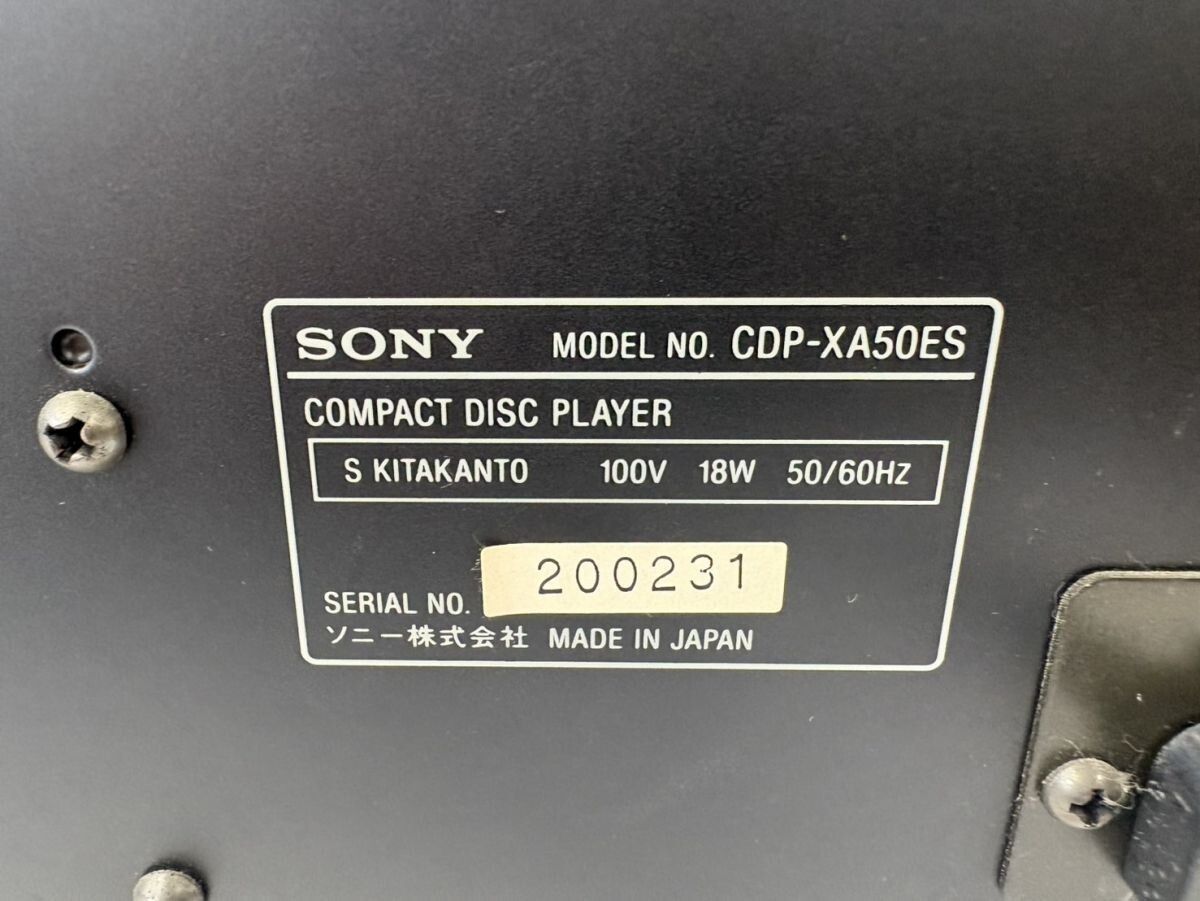 SONY MODEL NO. CDP-XA50ES
COMPACT DISC PLAYER
S KITAKANTO 100V 18W 50/60HZ
SERIAL NO. 200231
ソニー株式会社 MADE IN JAPAN